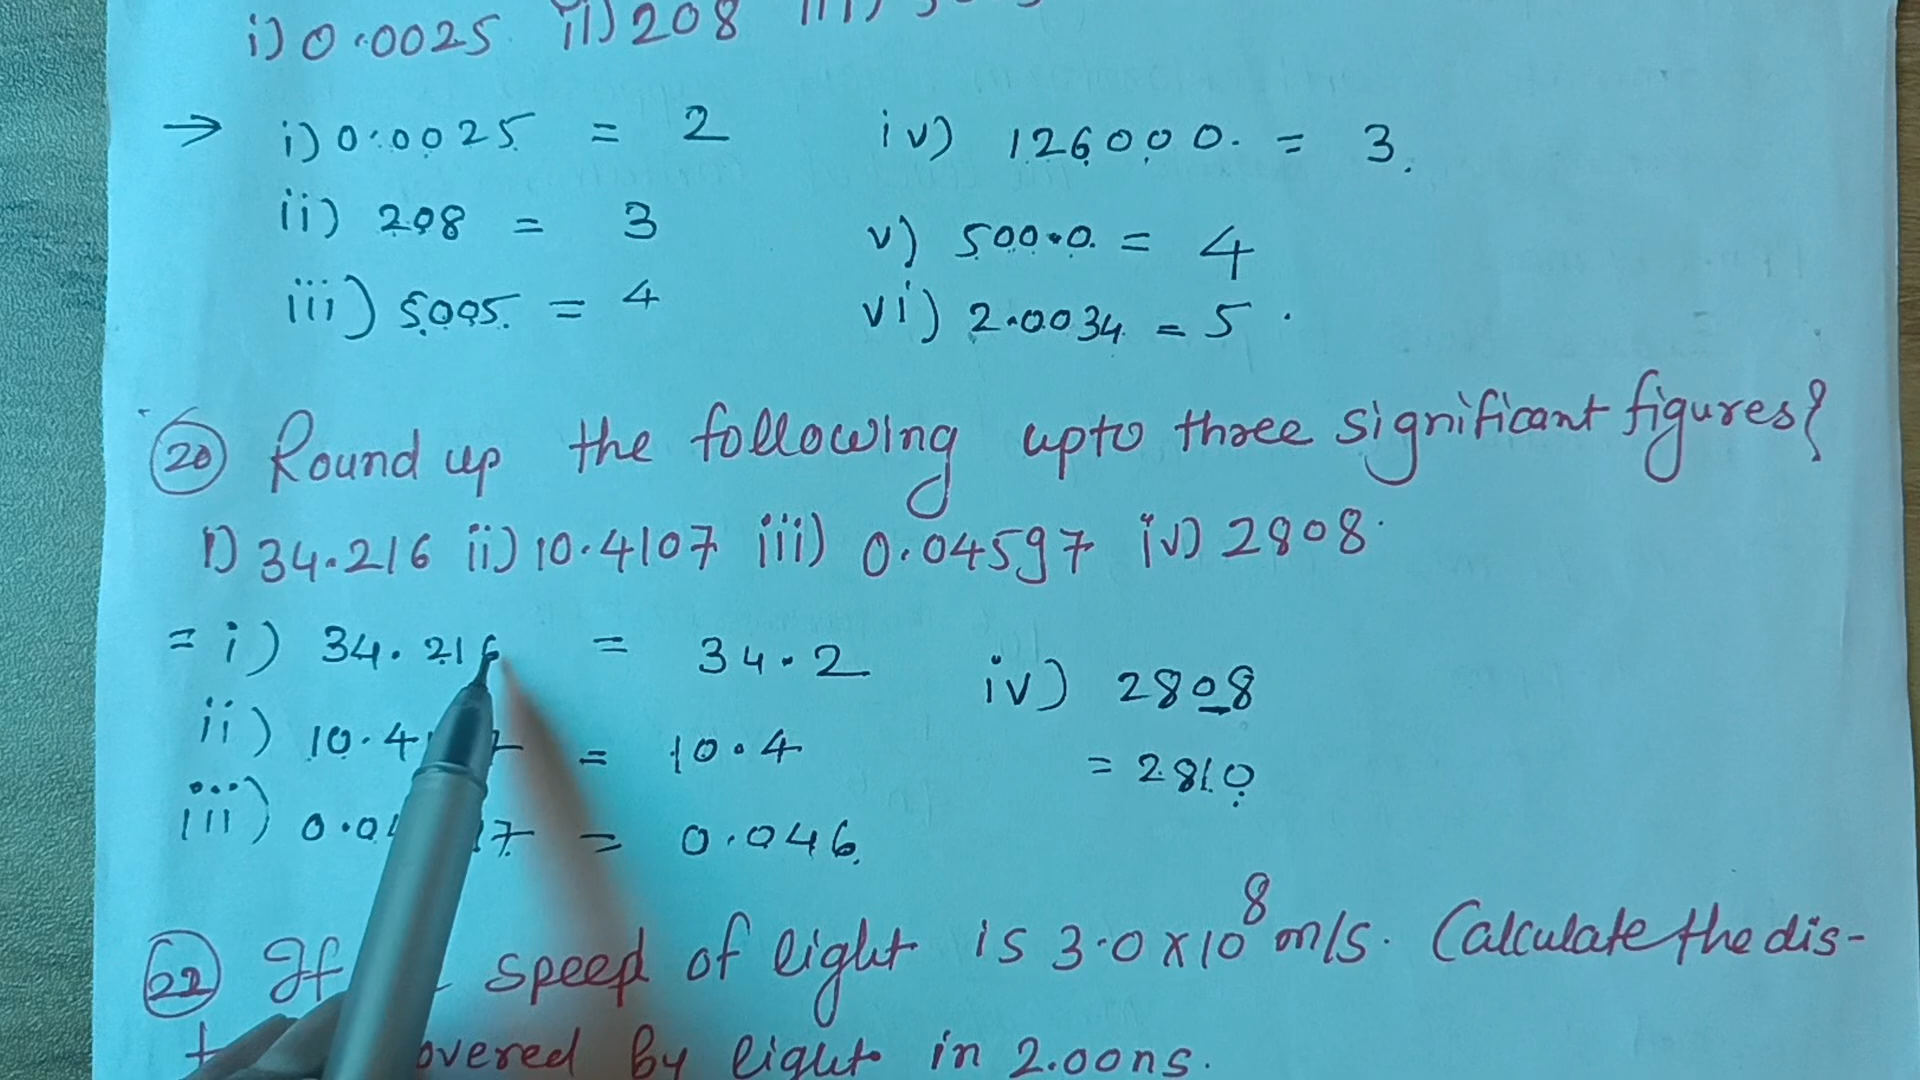 i) 0.0025 ii) 208
→ i) 0.0025 = 2 iv) 126000. = 3.
ii) 208 = 3 v) 500.0. = 4
iii) 5005. = 4 vi) 2.0034 = 5.
20 Round up the following upto three significant figures?
1) 34.216 ii) 10.4107 iii) 0.04597 iv) 2808.
= i) 34.216 = 34.2 iv) 2808
ii) 10.4 = 10.4 = 2810
iii) 0.0 = 0.046.
22 If speed of light is 3.0 x 10^8 m/s. Calculate the dis-
overed by light in 2.00ns.